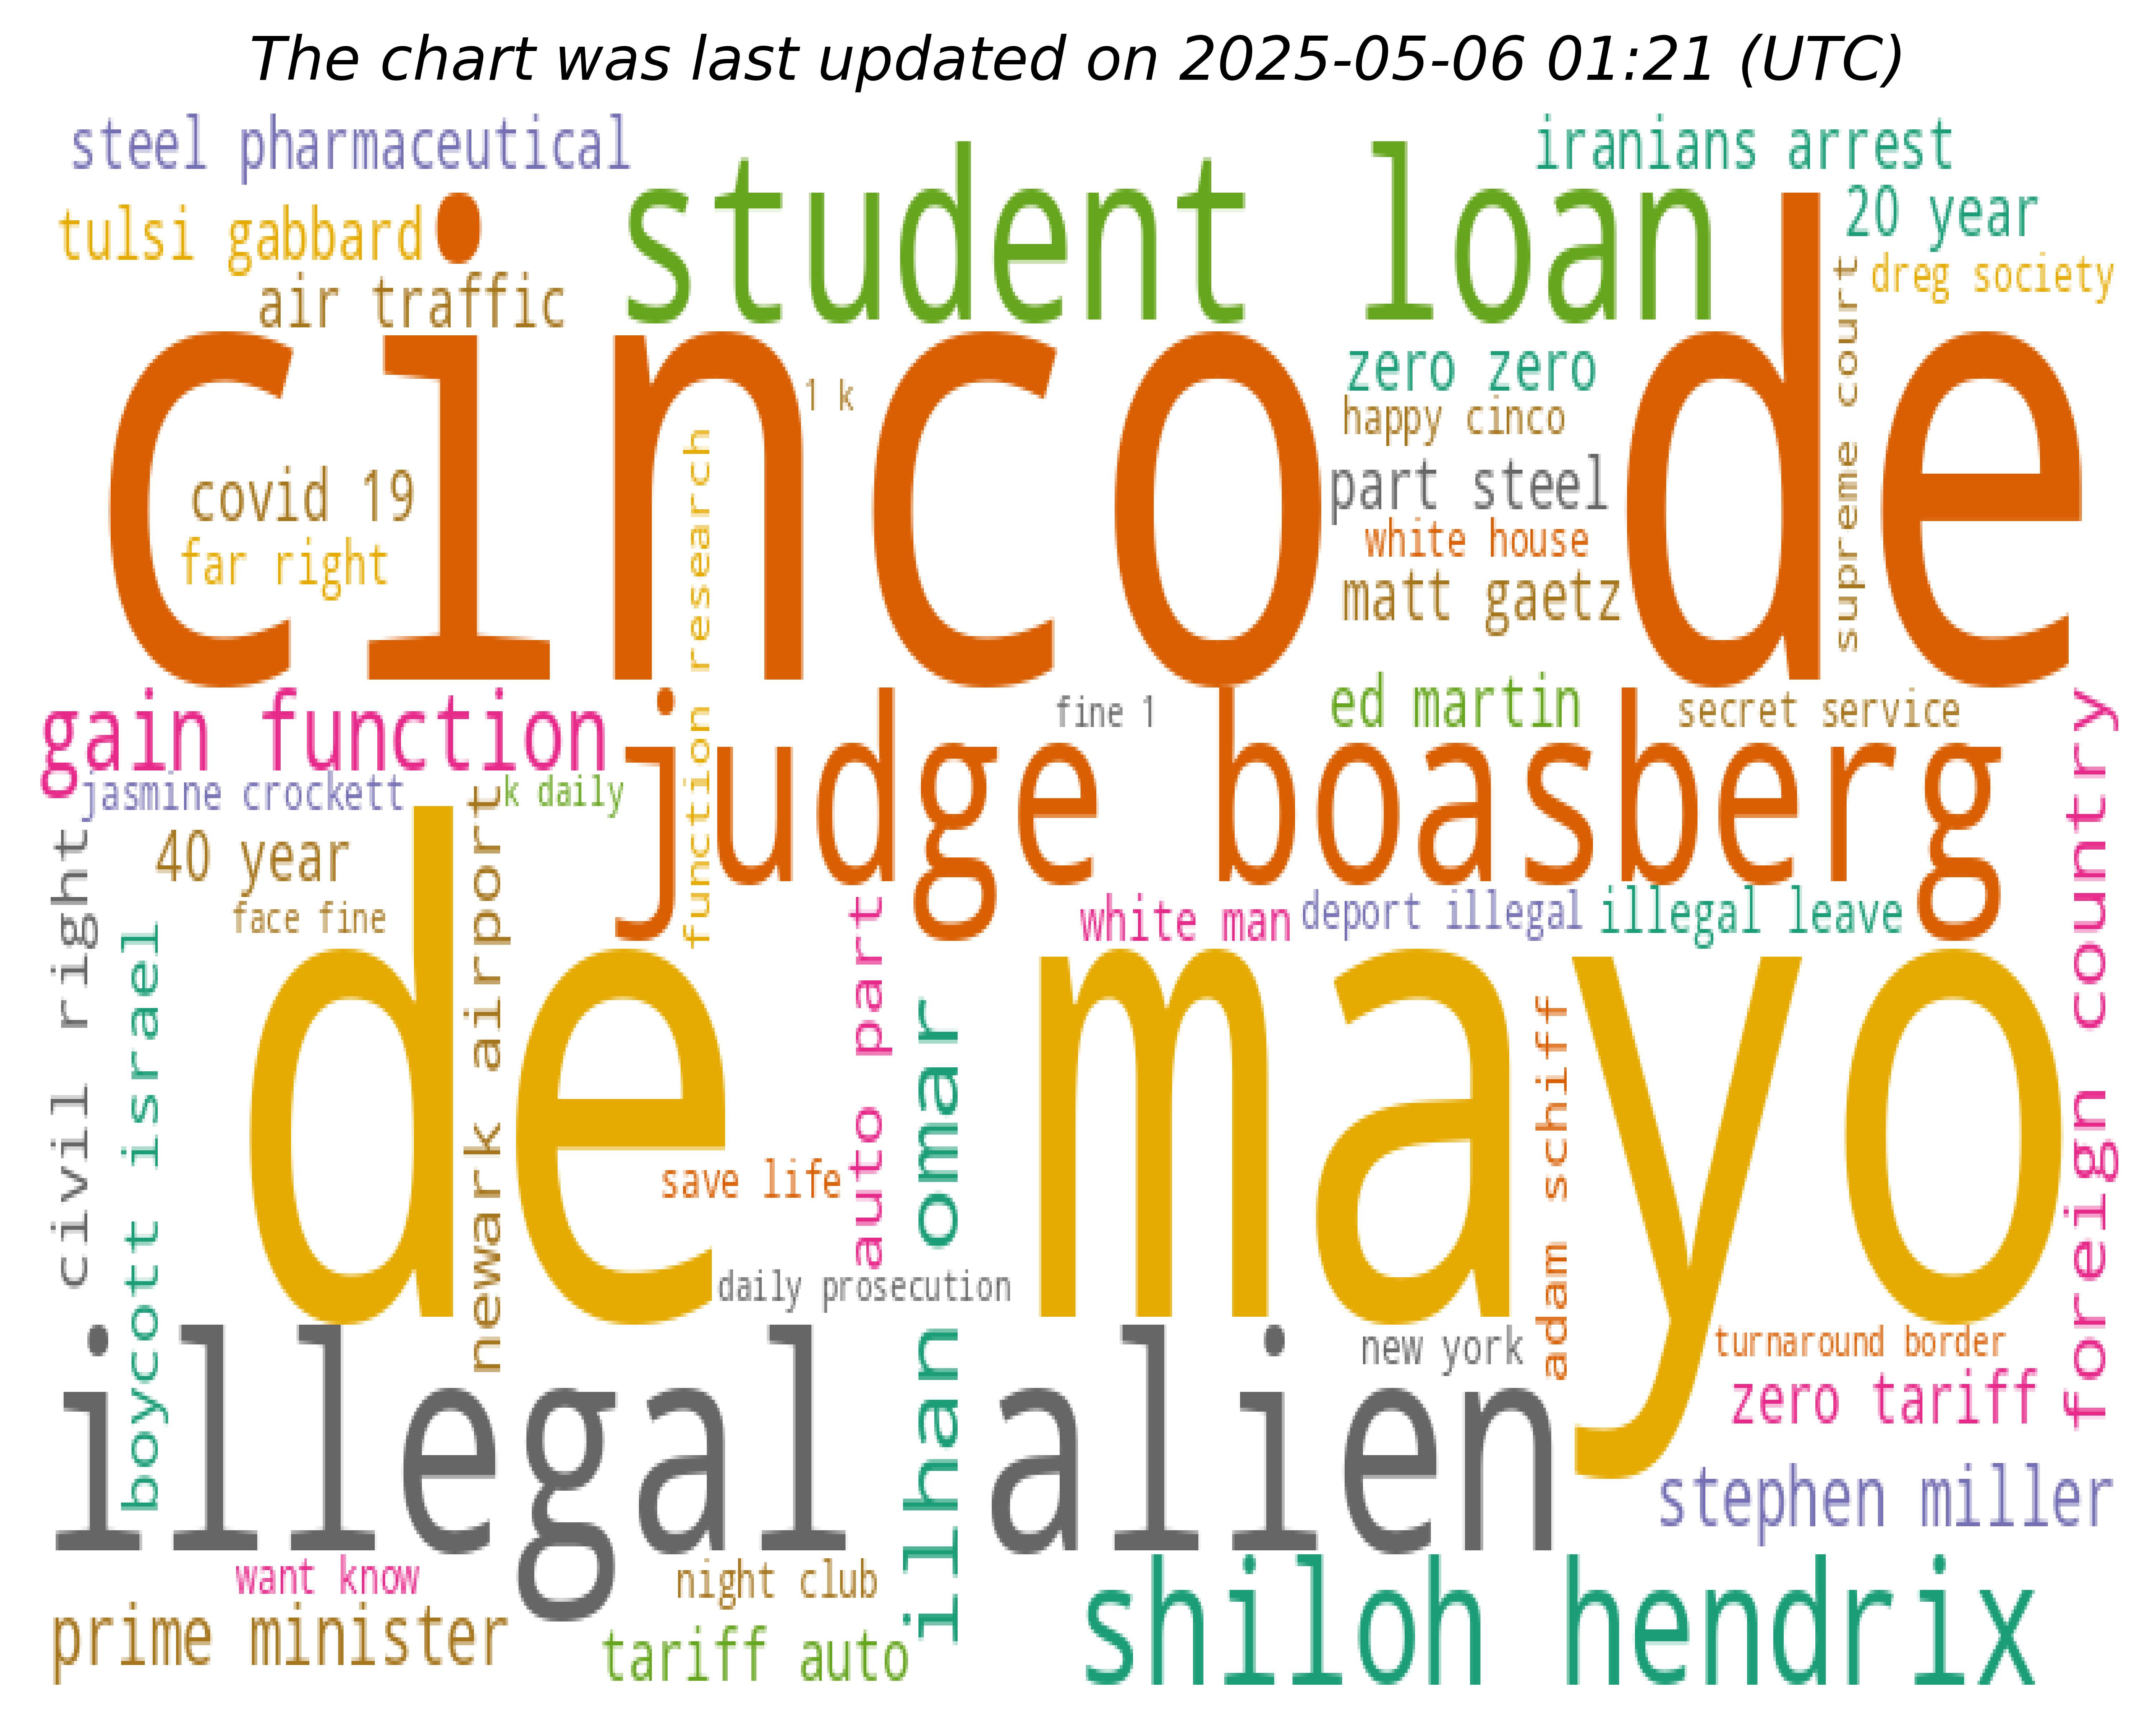 The chart was last updated on 2025-05-06 01:21 (UTC)
steel pharmaceutical
iranians arrest
student loan
tulsi gabbard
20 year
air traffic
dreg society
cinco de
supreme court
zero zero
1 k
happy cinco
covid 19
part steel
white house
far right
matt gaetz
function research
gain function
judge boasberg
fine 1
ed martin
secret service
foreign country
jasmine crockett
k daily
40 year
civil right
newark airport
face fine
white man
deport illegal
illegal leave
boycott israel
de mayo
auto part
ilhan omar
adam schiff
save life
daily prosecution
illegal alien
new york
turnaround border
zero tariff
stephen miller
want know
night club
shiloh hendrix
prime minister
tariff auto